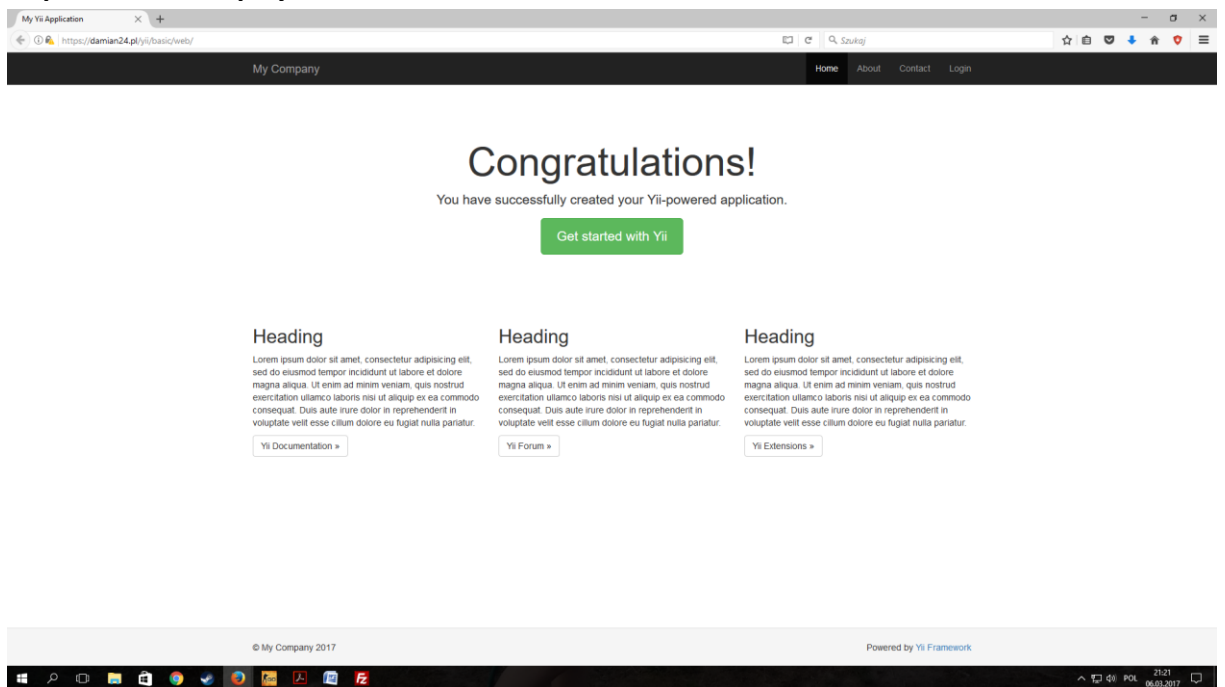 My Yii Application
https://damian24.pl/yii/basic/web/
Szukaj
My Company
Home About Contact Login
Congratulations!
You have successfully created your Yii-powered application.
Get started with Yii
Heading
Lorem ipsum dolor sit amet, consectetur adipisicing elit,
sed do eiusmod tempor incididunt ut labore et dolore
magna aliqua. Ut enim ad minim veniam, quis nostrud
exercitation ullamco laboris nisi ut aliquip ex ea commodo
consequat. Duis aute irure dolor in reprehenderit in
voluptate velit esse cillum dolore eu fugiat nulla pariatur.
Yii Documentation »
Heading
Lorem ipsum dolor sit amet, consectetur adipisicing elit,
sed do eiusmod tempor incididunt ut labore et dolore
magna aliqua. Ut enim ad minim veniam, quis nostrud
exercitation ullamco laboris nisi ut aliquip ex ea commodo
consequat. Duis aute irure dolor in reprehenderit in
voluptate velit esse cillum dolore eu fugiat nulla pariatur.
Yii Forum »
Heading
Lorem ipsum dolor sit amet, consectetur adipisicing elit,
sed do eiusmod tempor incididunt ut labore et dolore
magna aliqua. Ut enim ad minim veniam, quis nostrud
exercitation ullamco laboris nisi ut aliquip ex ea commodo
consequat. Duis aute irure dolor in reprehenderit in
voluptate velit esse cillum dolore eu fugiat nulla pariatur.
Yii Extensions »
© My Company 2017
Powered by Yii Framework
POL
21:21
06.03.2017